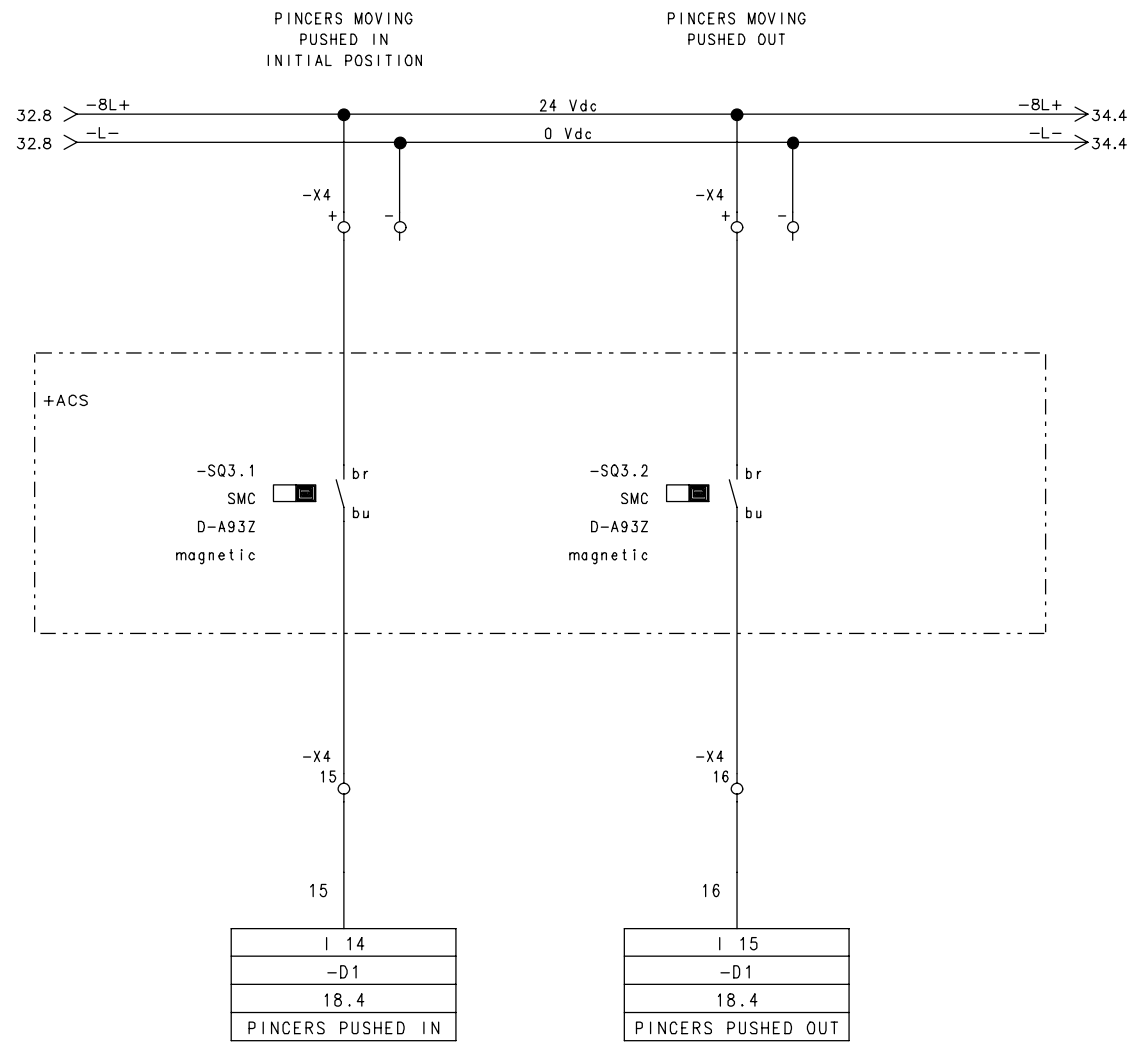 PINCERS MOVING
PUSHED IN
INITIAL POSITION
PINCERS MOVING
PUSHED OUT
32.8 -8L+ 24 Vdc -8L+ 34.4
32.8 -L- 0 Vdc -L- 34.4
-X4
+ -
-X4
+ -
+ACS
-SQ3.1
SMC
D-A93Z
magnetic
br
bu
-SQ3.2
SMC
D-A93Z
magnetic
br
bu
-X4
15
-X4
16
15
16
I 14
-D1
18.4
PINCERS PUSHED IN
I 15
-D1
18.4
PINCERS PUSHED OUT